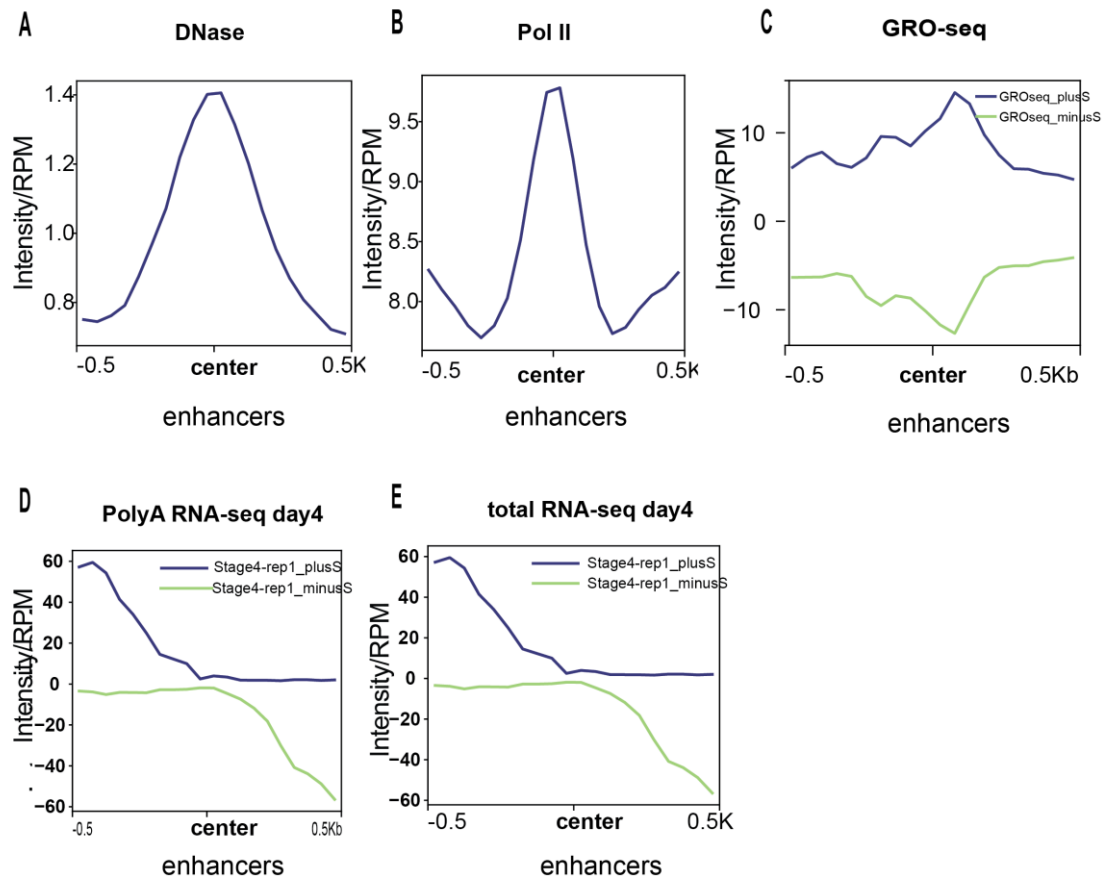 A
DNase
Intensity/RPM
1.4
1.2
1.0
0.8
-0.5
center
0.5K
enhancers
B
Pol II
Intensity/RPM
9.5
9.0
8.5
8.0
-0.5
center
0.5K
enhancers
C
GRO-seq
GROseq_plusS
GROseq_minusS
Intensity/RPM
10
0
−10
-0.5
center
0.5Kb
enhancers
D
PolyA RNA-seq day4
Stage4-rep1_plusS
Stage4-rep1_minusS
Intensity/RPM
60
40
20
0
−20
−40
−60
-0.5
center
0.5Kb
enhancers
E
total RNA-seq day4
Stage4-rep1_plusS
Stage4-rep1_minusS
Intensity/RPM
60
40
20
0
−20
−40
−60
-0.5
center
0.5K
enhancers